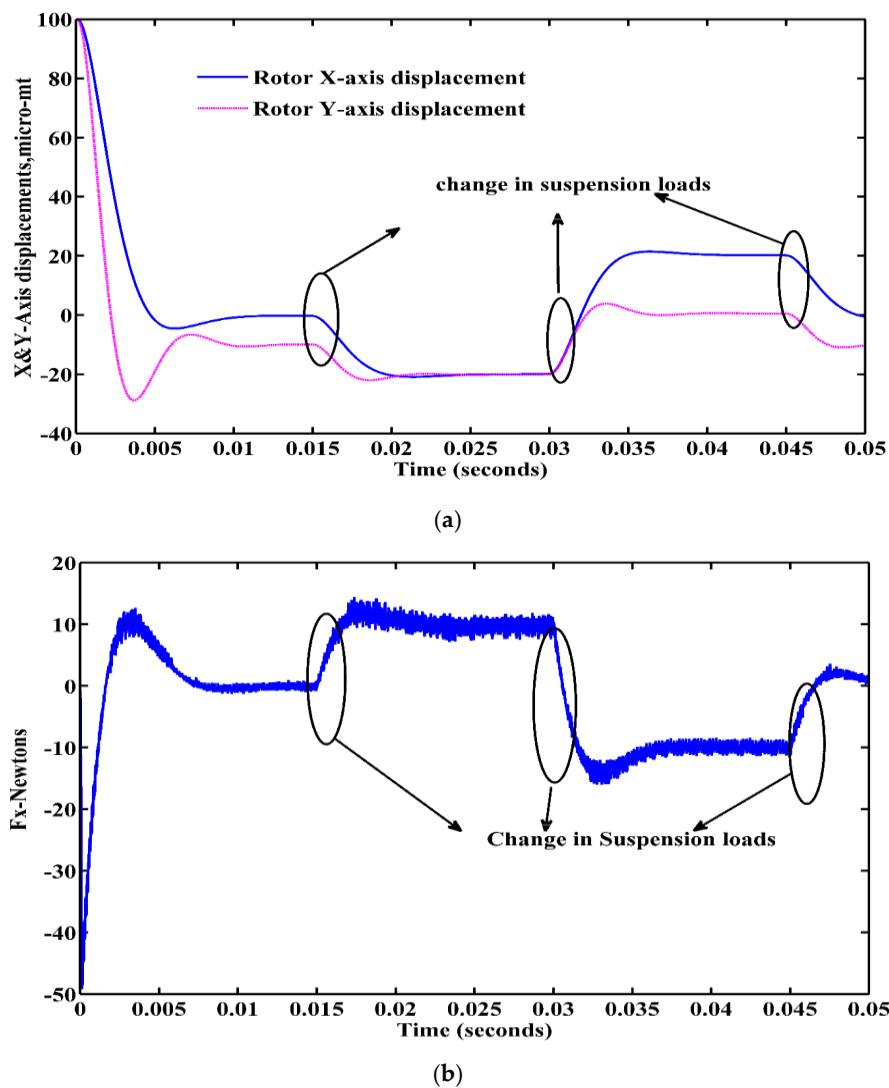 100
80
60
40
20
0
-20
-40
X&Y-Axis displacements,micro-mt
Rotor X-axis displacement
Rotor Y-axis displacement
change in suspension loads
0 0.005 0.01 0.015 0.02 0.025 0.03 0.035 0.04 0.045 0.05
Time (seconds)
(a)
20
10
0
-10
-20
-30
-40
-50
Fx-Newtons
Change in Suspension loads
0 0.005 0.01 0.015 0.02 0.025 0.03 0.035 0.04 0.045 0.05
Time (seconds)
(b)